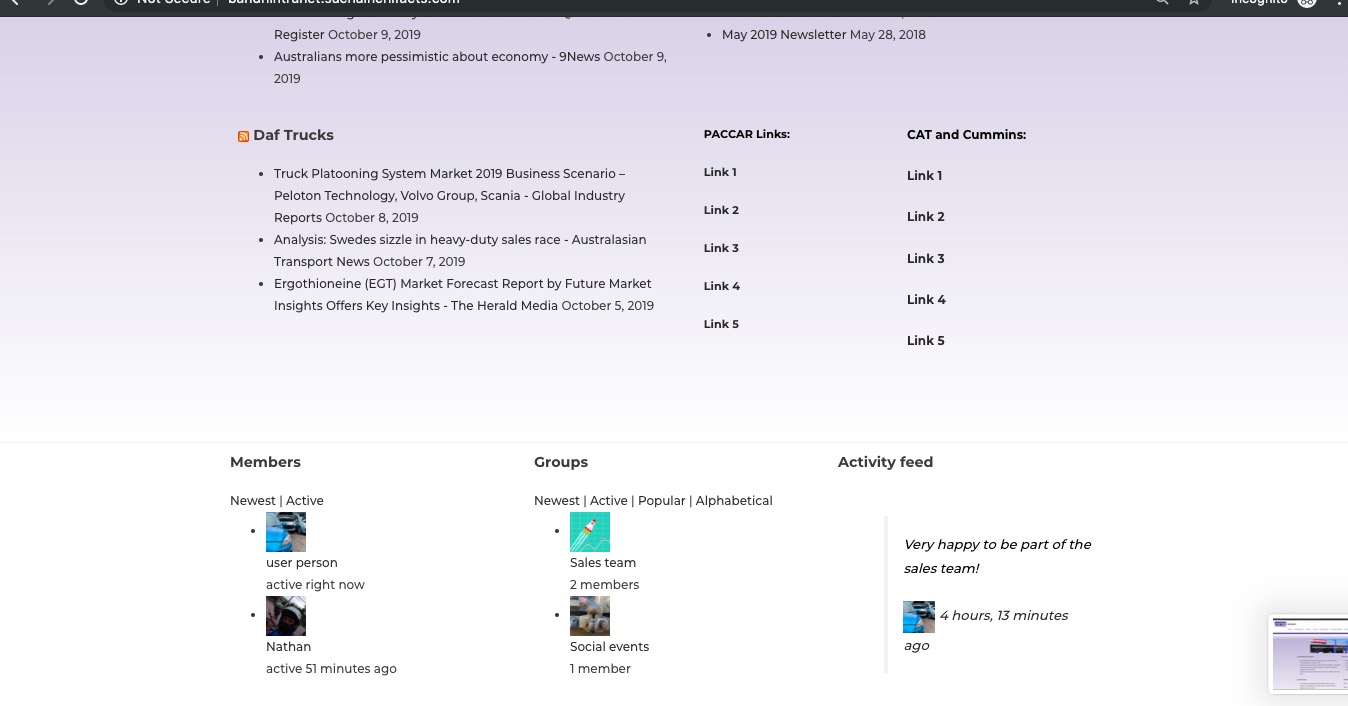 Not Secure
Incognito
Register October 9, 2019
Australians more pessimistic about economy - 9News October 9,
2019
May 2019 Newsletter May 28, 2018
Daf Trucks
Truck Platooning System Market 2019 Business Scenario –
Peloton Technology, Volvo Group, Scania - Global Industry
Reports October 8, 2019
Analysis: Swedes sizzle in heavy-duty sales race - Australasian
Transport News October 7, 2019
Ergothioneine (EGT) Market Forecast Report by Future Market
Insights Offers Key Insights - The Herald Media October 5, 2019
PACCAR Links:
Link 1
Link 2
Link 3
Link 4
Link 5
CAT and Cummins:
Link 1
Link 2
Link 3
Link 4
Link 5
Members
Newest | Active
user person
active right now
Nathan
active 51 minutes ago
Groups
Newest | Active | Popular | Alphabetical
Sales team
2 members
Social events
1 member
Activity feed
Very happy to be part of the
sales team!
4 hours, 13 minutes
ago